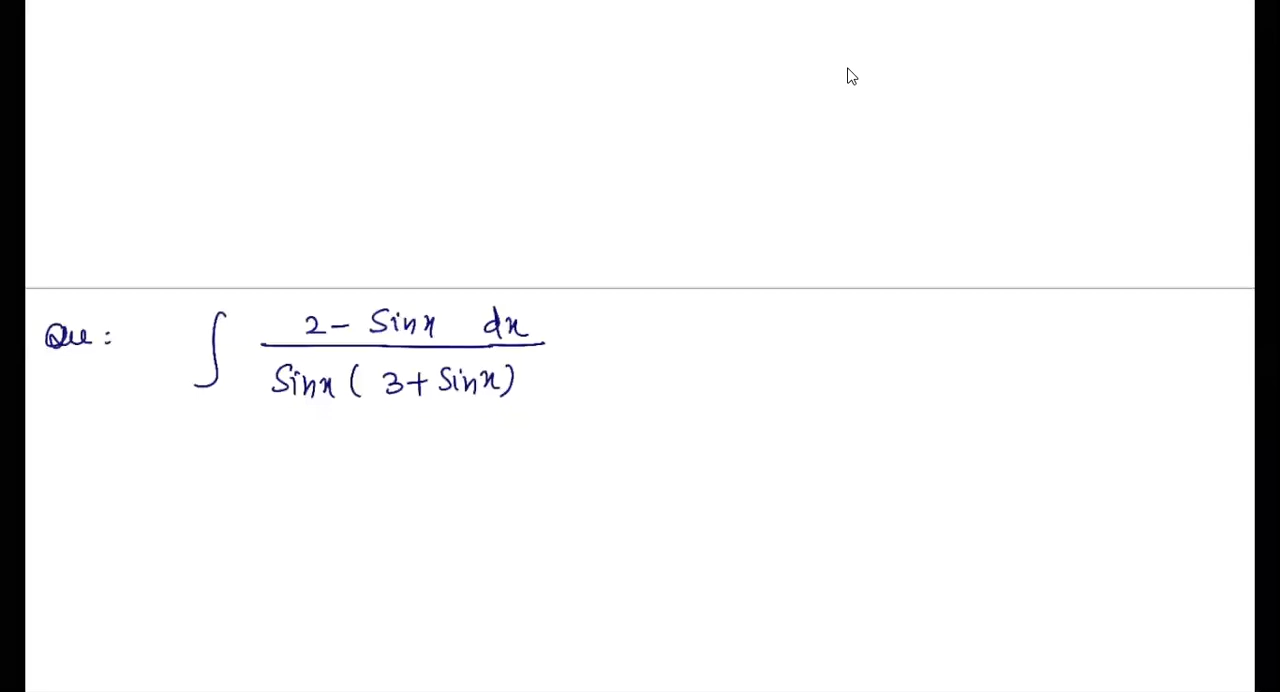 Que : ∫ 2 - Sinx dx
Sinx ( 3 + Sinx)